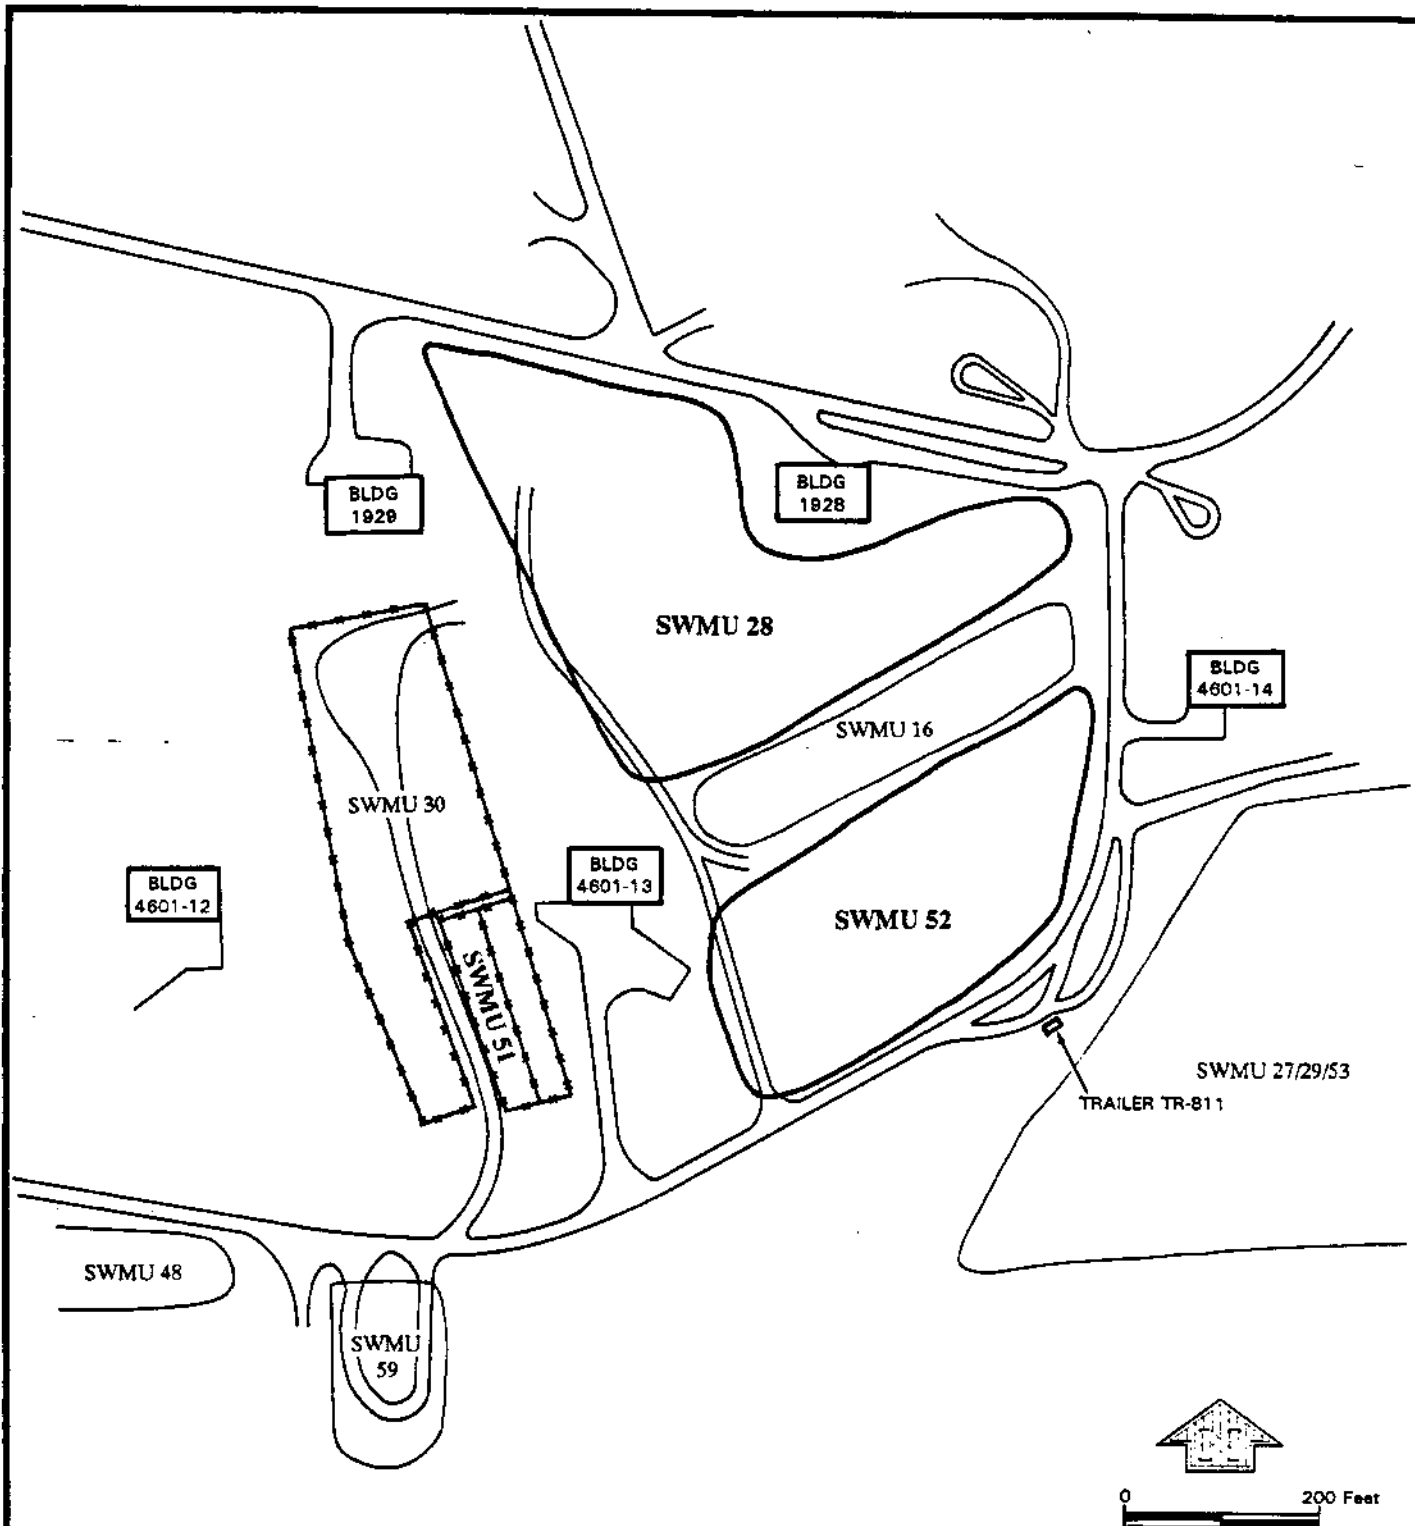 BLDG
1929
BLDG
1928
SWMU 28
BLDG
4601-14
SWMU 16
SWMU 30
BLDG
4601-13
BLDG
4601-12
SWMU 52
SWMU 51
SWMU 27/29/53
TRAILER TR-811
SWMU 48
SWMU
59
0 200 Feet